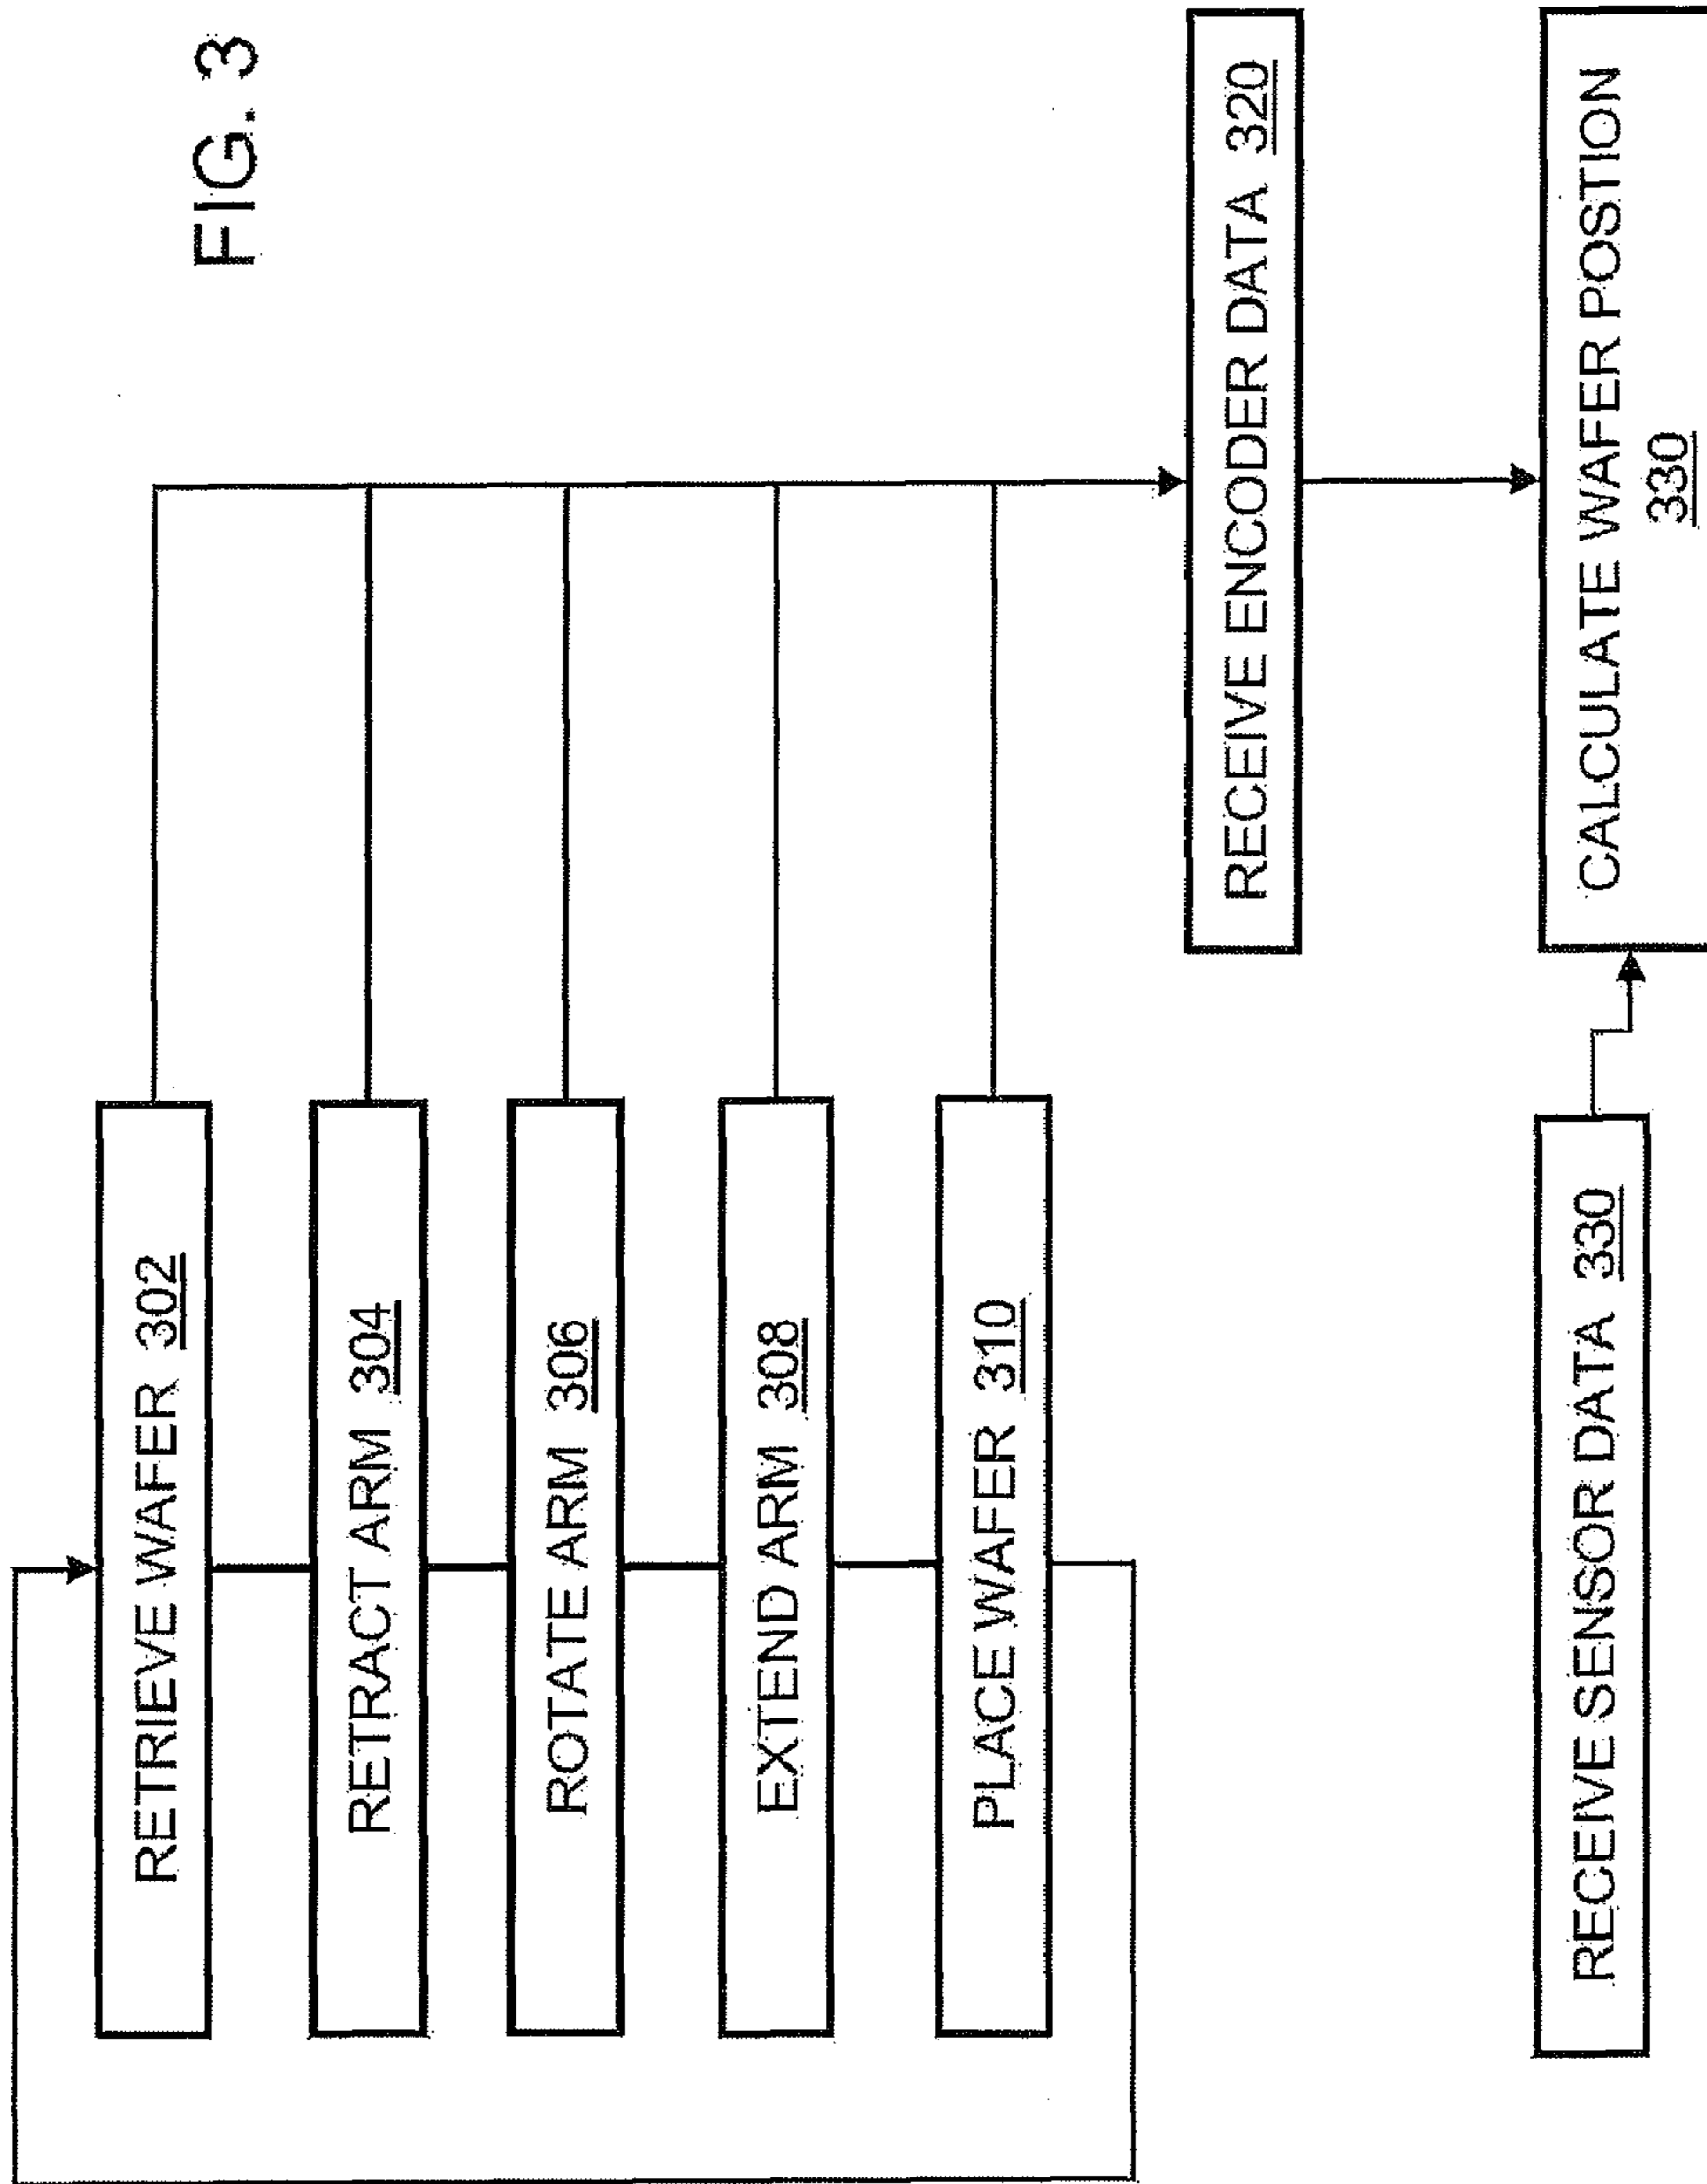 FIG. 3
RETRIEVE WAFER 302
RETRACT ARM 304
ROTATE ARM 306
EXTEND ARM 308
PLACE WAFER 310
RECEIVE ENCODER DATA 320
RECEIVE SENSOR DATA 330
CALCULATE WAFER POSTION
330